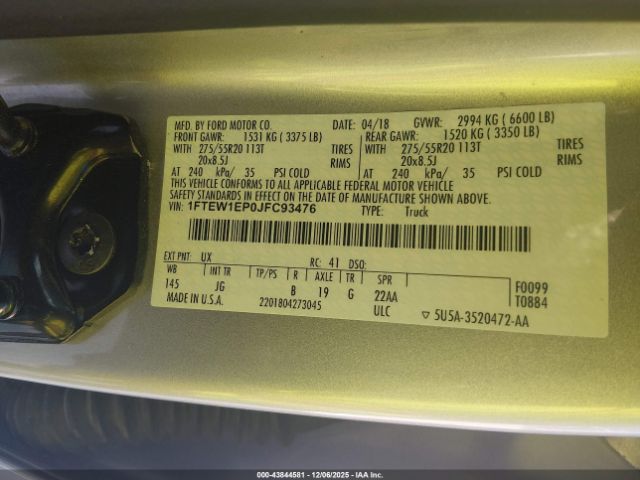 MFD. BY FORD MOTOR CO.
DATE: 04/18 GVWR: 2994 KG ( 6600 LB)
FRONT GAWR: 1531 KG ( 3375 LB) REAR GAWR: 1520 KG ( 3350 LB)
WITH 275/55R20 113T TIRES WITH 275/55R20 113T TIRES
20x8.5J RIMS 20x8.5J RIMS
AT 240 kPa/ 35 PSI COLD AT 240 kPa/ 35 PSI COLD
THIS VEHICLE CONFORMS TO ALL APPLICABLE FEDERAL MOTOR VEHICLE
SAFETY STANDARDS IN EFFECT ON THE DATE OF MANUFACTURE SHOWN ABOVE.
VIN: 1FTEW1EP0JFC93476 TYPE: Truck
EXT PNT: UX RC: 41 DSO:
WB INT TR TP/PS R AXLE TR SPR F0099
145 JG B 19 G 22AA T0884
MADE IN U.S.A. 2201804273045 ULC ▽ 5U5A-3520472-AA
000-43844581 - 12/06/2025 - IAA Inc.